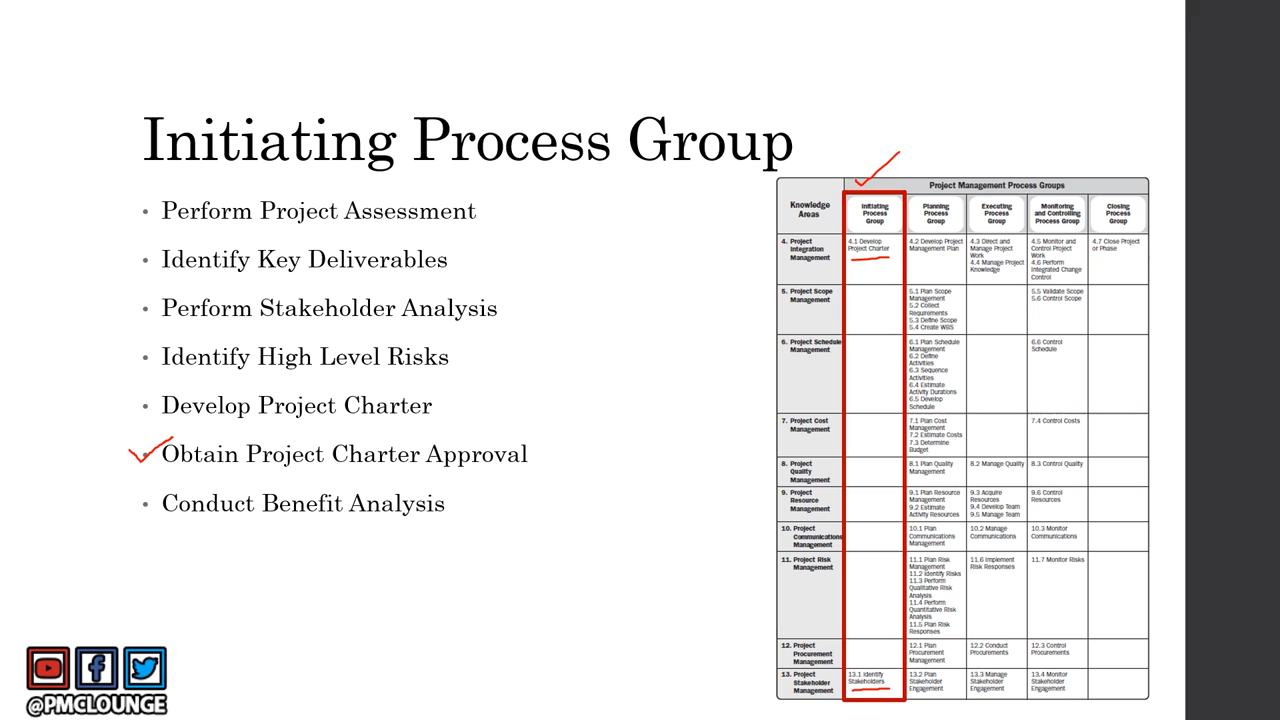 Initiating Process Group
Perform Project Assessment
Identify Key Deliverables
Perform Stakeholder Analysis
Identify High Level Risks
Develop Project Charter
Obtain Project Charter Approval
Conduct Benefit Analysis
Knowledge
Areas
Project Management Process Groups
Initiating
Process
Group
Planning
Process
Group
Executing
Process
Group
Monitoring
and Controlling
Process Group
Closing
Process
Group
4. Project
Integration
Management
4.1 Develop
Project Charter
4.2 Develop Project
Management Plan
4.3 Direct and
Manage Project
Work
4.4 Manage Project
Knowledge
4.5 Monitor and
Control Project
Work
4.6 Perform
Integrated Change
Control
4.7 Close Project
or Phase
5. Project Scope
Management
5.1 Plan Scope
Management
5.2 Collect
Requirements
5.3 Define Scope
5.4 Create WBS
5.5 Validate Scope
5.6 Control Scope
6. Project Schedule
Management
6.1 Plan Schedule
Management
6.2 Define
Activities
6.3 Sequence
Activities
6.4 Estimate
Activity Durations
6.5 Develop
Schedule
6.6 Control
Schedule
7. Project Cost
Management
7.1 Plan Cost
Management
7.2 Estimate Costs
7.3 Determine
Budget
7.4 Control Costs
8. Project
Quality
Management
8.1 Plan Quality
Management
8.2 Manage Quality
8.3 Control Quality
9. Project
Resource
Management
9.1 Plan Resource
Management
9.2 Estimate
Activity Resources
9.3 Acquire
Resources
9.4 Develop Team
9.5 Manage Team
9.6 Control
Resources
10. Project
Communications
Management
10.1 Plan
Communications
Management
10.2 Manage
Communications
10.3 Monitor
Communications
11. Project Risk
Management
11.1 Plan Risk
Management
11.2 Identify Risks
11.3 Perform
Qualitative Risk
Analysis
11.4 Perform
Quantitative Risk
Analysis
11.5 Plan Risk
Responses
11.6 Implement
Risk Responses
11.7 Monitor Risks
12. Project
Procurement
Management
12.1 Plan
Procurement
Management
12.2 Conduct
Procurements
12.3 Control
Procurements
13. Project
Stakeholder
Management
13.1 Identify
Stakeholders
13.2 Plan
Stakeholder
Engagement
13.3 Manage
Stakeholder
Engagement
13.4 Monitor
Stakeholder
Engagement
@PMCLOUNGE